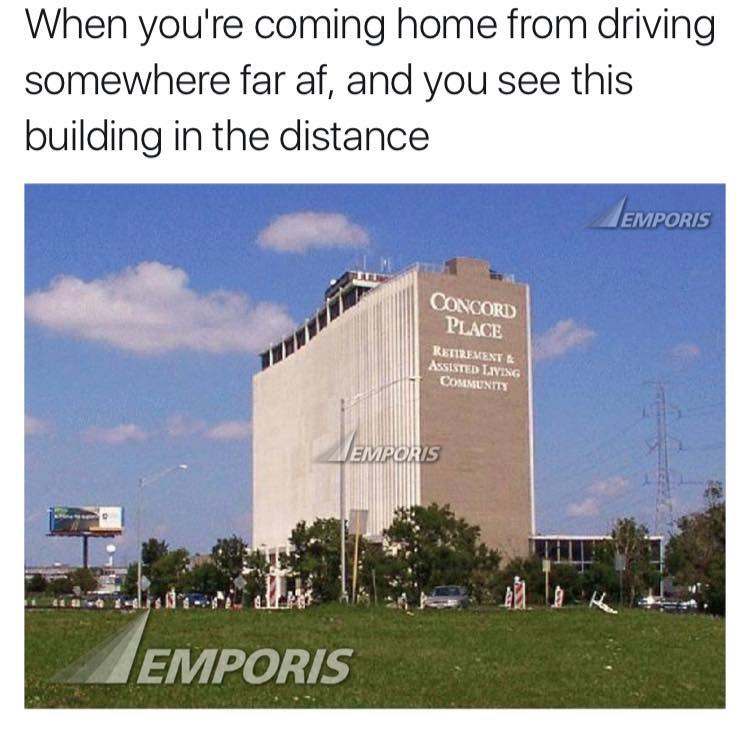 When you're coming home from driving
somewhere far af, and you see this
building in the distance
EMPORIS
CONCORD
PLACE
RETIREMENT &
ASSISTED LIVING
COMMUNITY
EMPORIS
EMPORIS